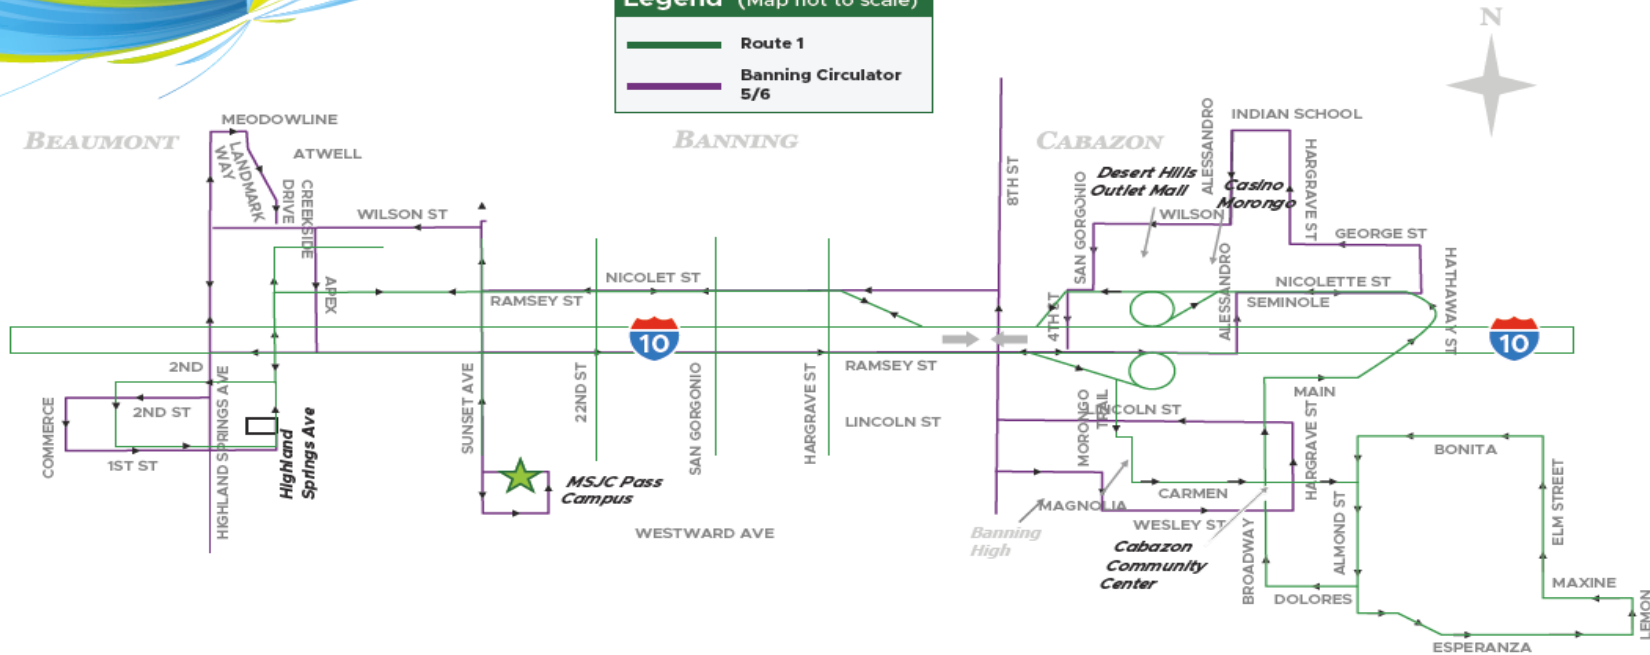 Legend (Map not to scale)
Route 1
Banning Circulator
5/6
N
BEAUMONT
BANNING
CABAZON
MEODOWLINE
ATWELL
LANDMARK
WAY
CREEKSIDE
DRIVE
WILSON ST
APEX
NICOLET ST
RAMSEY ST
10
2ND
2ND ST
1ST ST
COMMERCE
HIGHLAND SPRINGS AVE
Highland
Springs Ave
SUNSET AVE
MSJC Pass
Campus
22ND ST
SAN GORGONIO
HARGRAVE ST
RAMSEY ST
LINCOLN ST
WESTWARD AVE
8TH ST
4TH ST
SAN GORGONIO
Desert Hills
Outlet Mall
ALESSANDRO
Casino
Morongo
INDIAN SCHOOL
HARGRAVE ST
WILSON
GEORGE ST
ALESSANDRO
NICOLETTE ST
SEMINOLE
HATHAWAY ST
10
MAIN
MORONGO
TRAIL
LINCOLN ST
CARMEN
MAGNOLIA
WESLEY ST
Banning
High
Cabazon
Community
Center
BROADWAY
HARGRAVE ST
ALMOND ST
DOLORES
BONITA
ELM STREET
MAXINE
LEMON
ESPERANZA